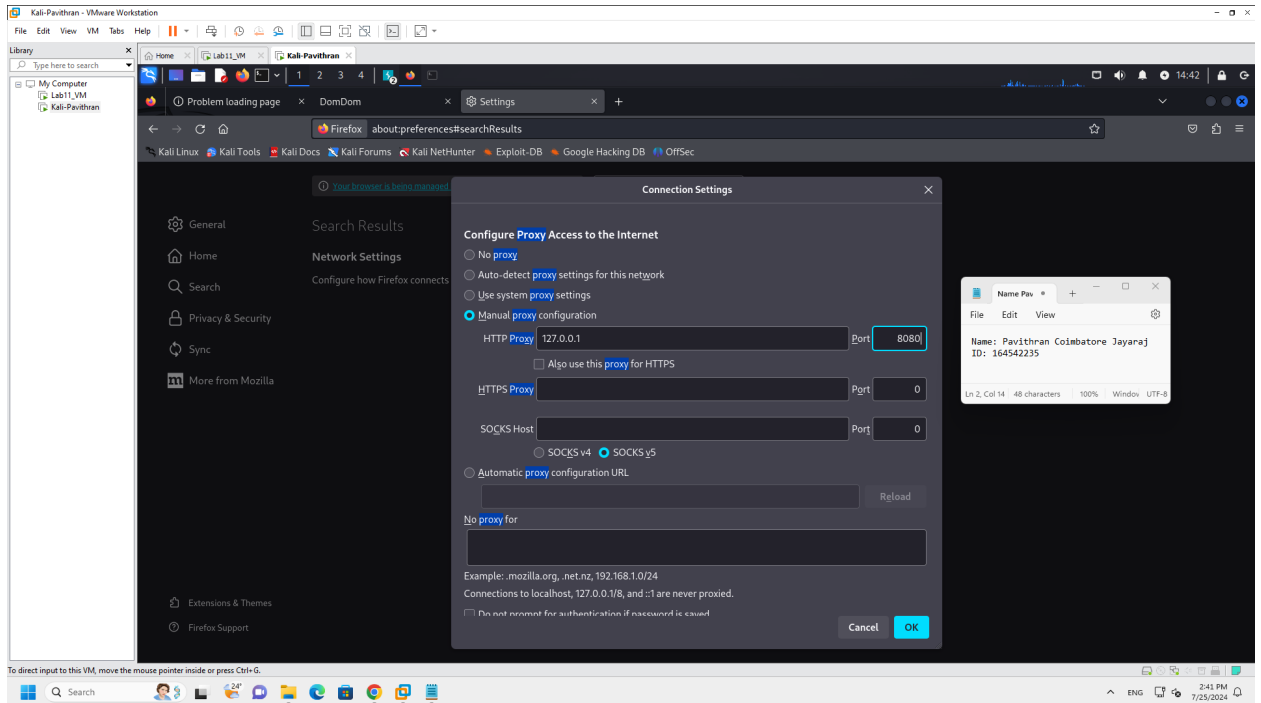 Kali-Pavithran - VMware Workstation
File Edit View VM Tabs Help
Library
Type here to search
My Computer
Lab11_VM
Kali-Pavithran
Home Lab11_VM Kali-Pavithran
1 2 3 4 14:42
Problem loading page DomDom Settings
Firefox about:preferences#searchResults
Kali Linux Kali Tools Kali Docs Kali Forums Kali NetHunter Exploit-DB Google Hacking DB OffSec
Your browser is being managed
General
Home
Search
Privacy & Security
Sync
More from Mozilla
Extensions & Themes
Firefox Support
Search Results
Network Settings
Configure how Firefox connects
Connection Settings
Configure Proxy Access to the Internet
No proxy
Auto-detect proxy settings for this network
Use system proxy settings
Manual proxy configuration
HTTP Proxy 127.0.0.1 Port 8080
Also use this proxy for HTTPS
HTTPS Proxy Port 0
SOCKS Host Port 0
SOCKS v4 SOCKS v5
Automatic proxy configuration URL
Reload
No proxy for
Example: .mozilla.org, .net.nz, 192.168.1.0/24
Connections to localhost, 127.0.0.1/8, and ::1 are never proxied.
Do not prompt for authentication if password is saved
Cancel OK
Name Pav
File Edit View
Name: Pavithran Coimbatore Jayaraj
ID: 164542235
Ln 2, Col 14 48 characters 100% Window UTF-8
To direct input to this VM, move the mouse pointer inside or press Ctrl+G.
Search 24° ENG 2:41 PM
7/25/2024